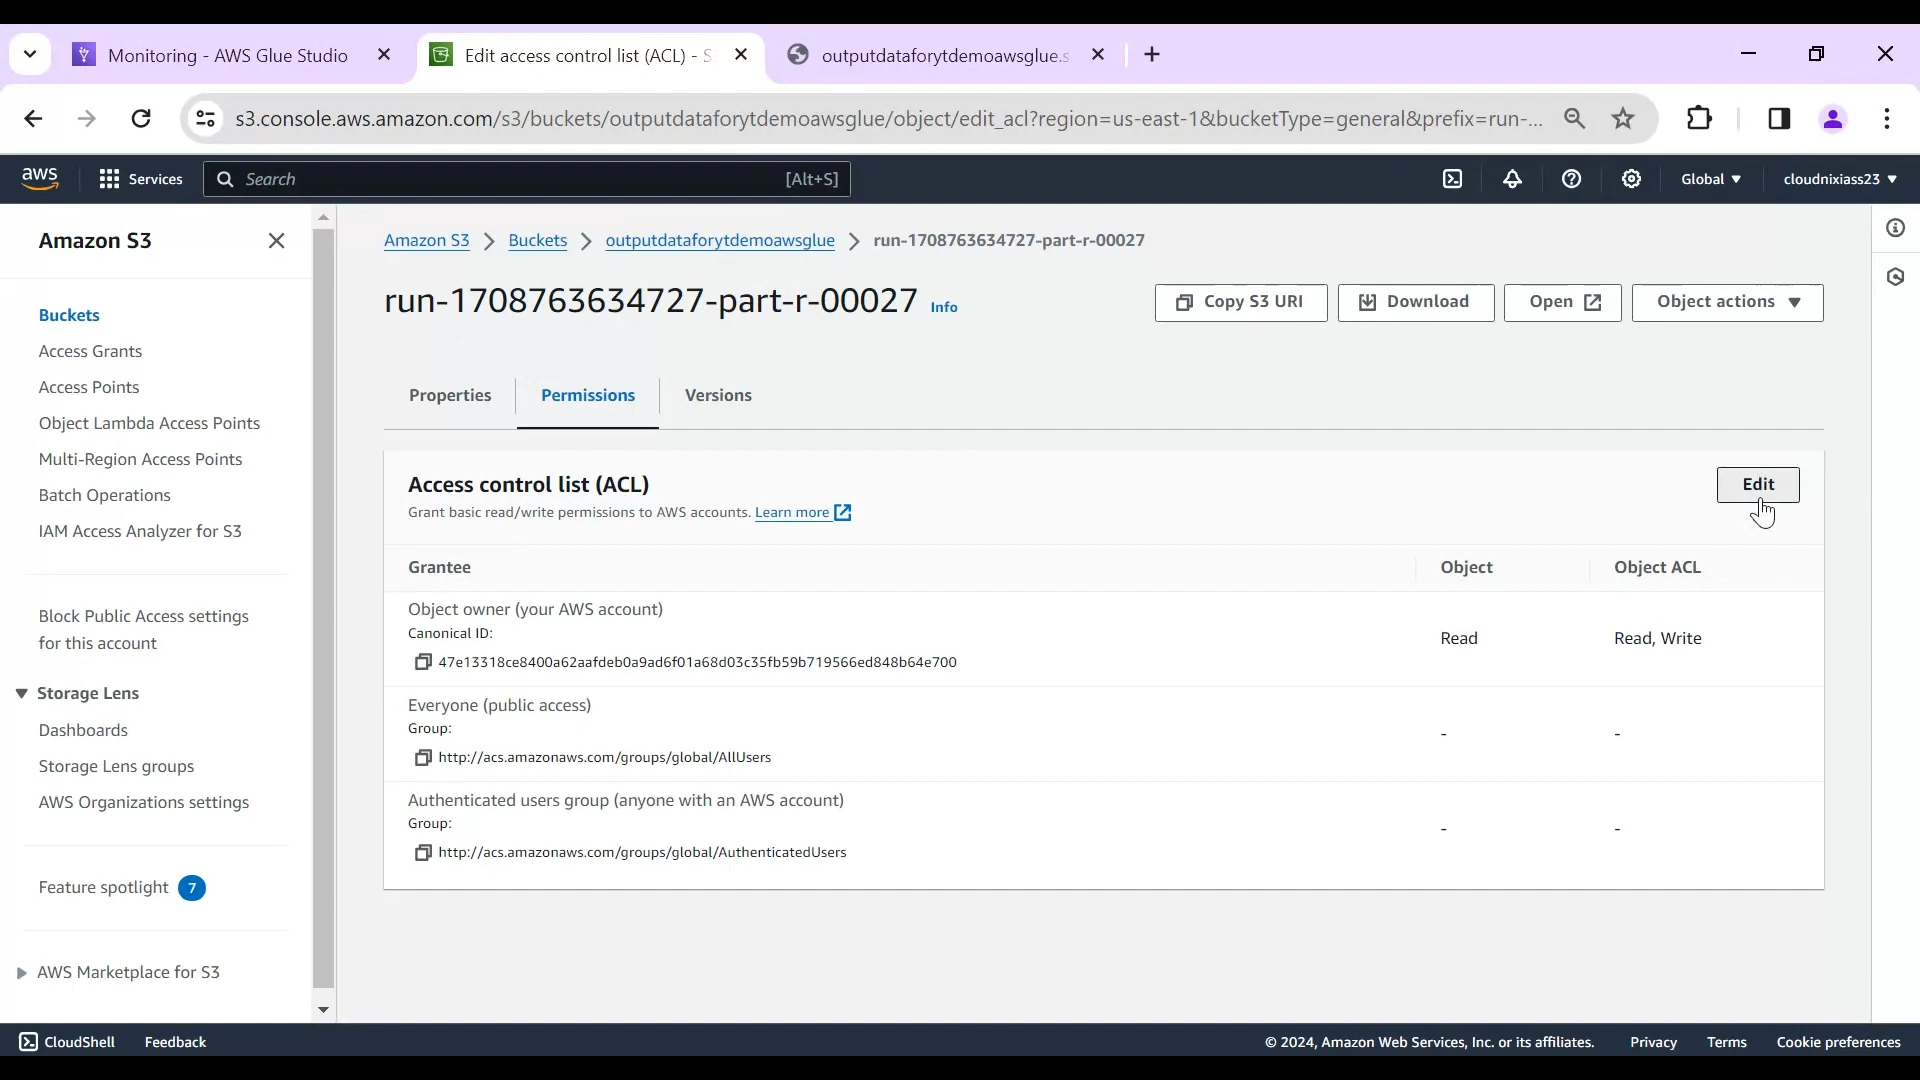 Monitoring - AWS Glue Studio
Edit access control list (ACL) - S
outputdataforytdemoawsglue.s
s3.console.aws.amazon.com/s3/buckets/outputdataforytdemoawsglue/object/edit_acl?region=us-east-1&bucketType=general&prefix=run-...
aws
Services
Search
[Alt+S]
Global
cloudnixiass23
Amazon S3
Buckets
Access Grants
Access Points
Object Lambda Access Points
Multi-Region Access Points
Batch Operations
IAM Access Analyzer for S3
Block Public Access settings
for this account
Storage Lens
Dashboards
Storage Lens groups
AWS Organizations settings
Feature spotlight 7
AWS Marketplace for S3
Amazon S3 > Buckets > outputdataforytdemoawsglue > run-1708763634727-part-r-00027
run-1708763634727-part-r-00027 Info
Copy S3 URI
Download
Open
Object actions
Properties
Permissions
Versions
Access control list (ACL)
Grant basic read/write permissions to AWS accounts. Learn more
Edit
Grantee
Object
Object ACL
Object owner (your AWS account)
Canonical ID:
47e13318ce8400a62aafdeb0a9ad6f01a68d03c35fb59b719566ed848b64e700
Read
Read, Write
Everyone (public access)
Group:
http://acs.amazonaws.com/groups/global/AllUsers
-
-
Authenticated users group (anyone with an AWS account)
Group:
http://acs.amazonaws.com/groups/global/AuthenticatedUsers
-
-
CloudShell
Feedback
© 2024, Amazon Web Services, Inc. or its affiliates.
Privacy
Terms
Cookie preferences